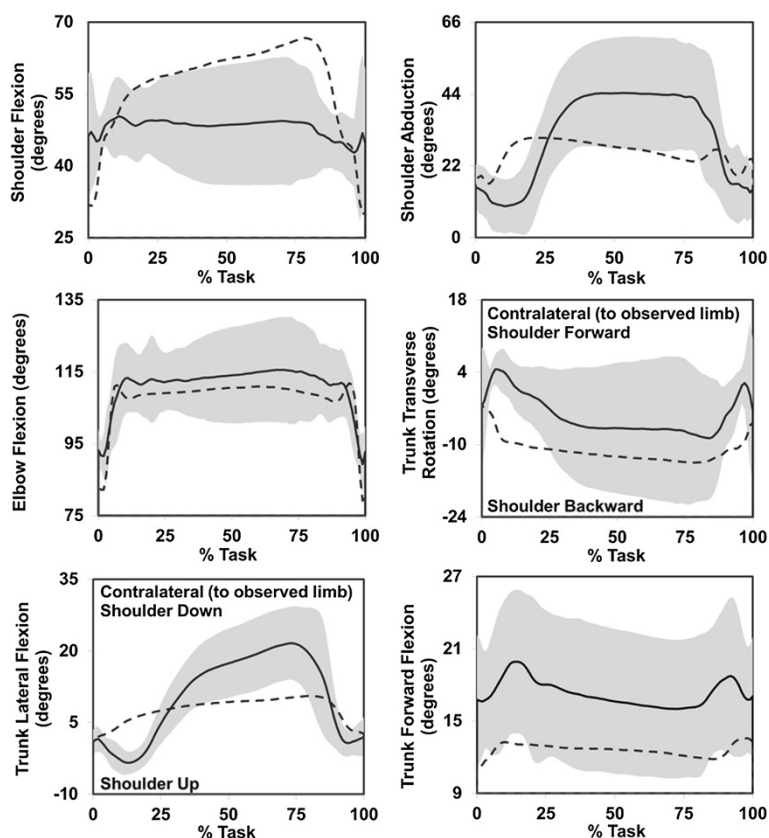 Shoulder Flexion
(degrees)
70
55
40
25
0
25
50
75
100
% Task
Shoulder Abduction
(degrees)
66
44
22
0
0
25
50
75
100
% Task
Elbow Flexion (degrees)
135
115
95
75
0
25
50
75
100
% Task
Trunk Transverse
Rotation (degrees)
18
4
-10
-24
Contralateral (to observed limb)
Shoulder Forward
Shoulder Backward
0
25
50
75
100
% Task
Trunk Lateral Flexion
(degrees)
35
20
5
-10
Contralateral (to observed limb)
Shoulder Down
Shoulder Up
0
25
50
75
100
% Task
Trunk Forward Flexion
(degrees)
27
21
15
9
0
25
50
75
100
% Task